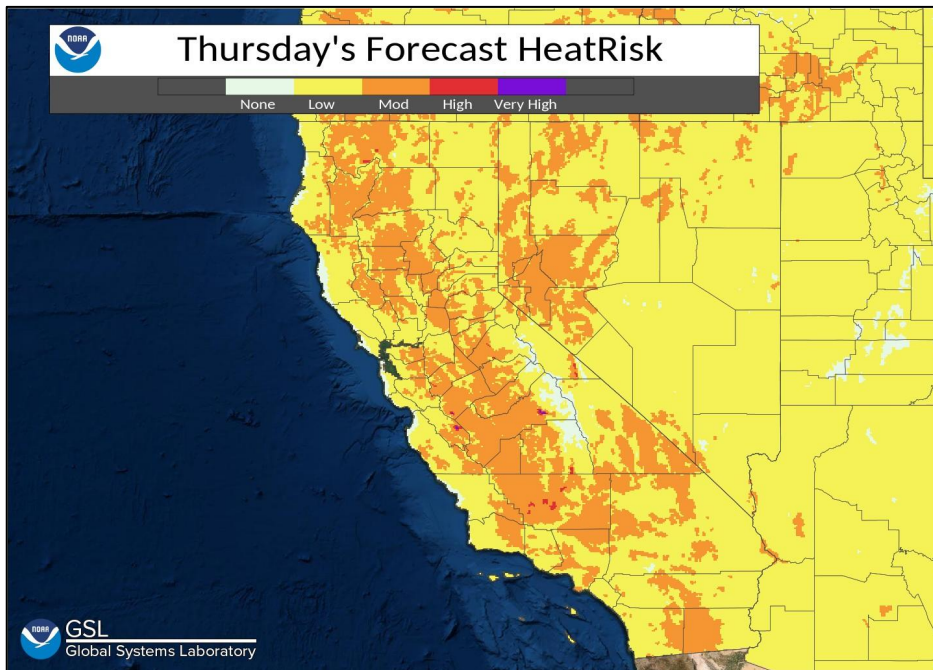 NOAA
Thursday's Forecast HeatRisk
None Low Mod High Very High
NOAA
GSL
Global Systems Laboratory